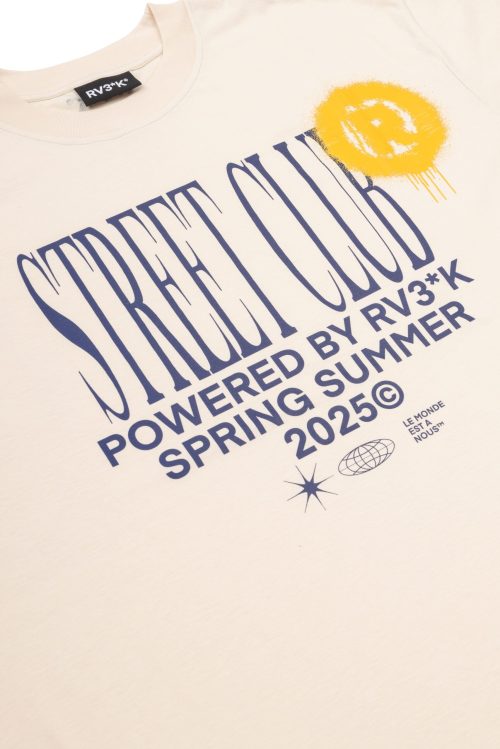 RV3*K*
R
STREET CLUB
POWERED BY RV3*K
SPRING SUMMER
2025©
LE MONDE
EST A
NOUS™